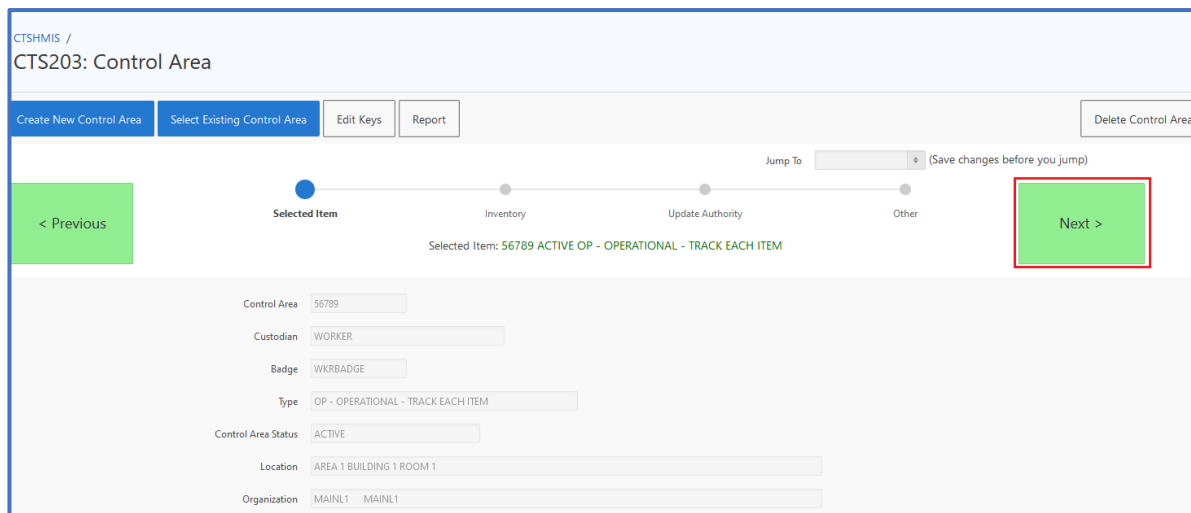 CTSHMIS /
CTS203: Control Area
Create New Control Area Select Existing Control Area Edit Keys Report Delete Control Area
Jump To (Save changes before you jump)
< Previous Selected Item Inventory Update Authority Other Next >
Selected Item: 56789 ACTIVE OP - OPERATIONAL - TRACK EACH ITEM
Control Area 56789
Custodian WORKER
Badge WKRBADGE
Type OP - OPERATIONAL - TRACK EACH ITEM
Control Area Status ACTIVE
Location AREA 1 BUILDING 1 ROOM 1
Organization MAINL1 MAINL1